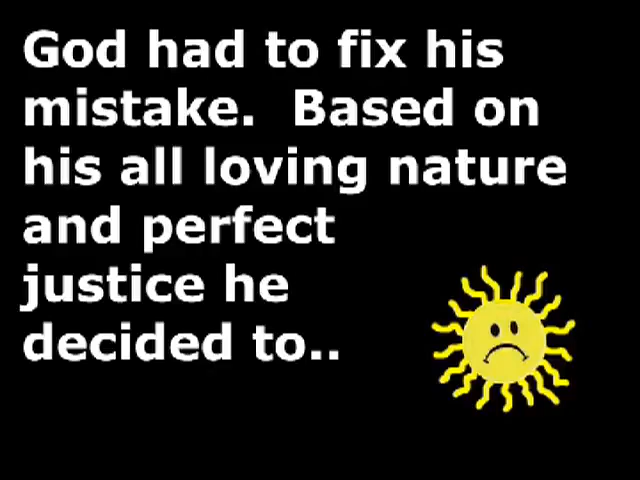 God had to fix his
mistake.  Based on
his all loving nature
and perfect
justice he
decided to..